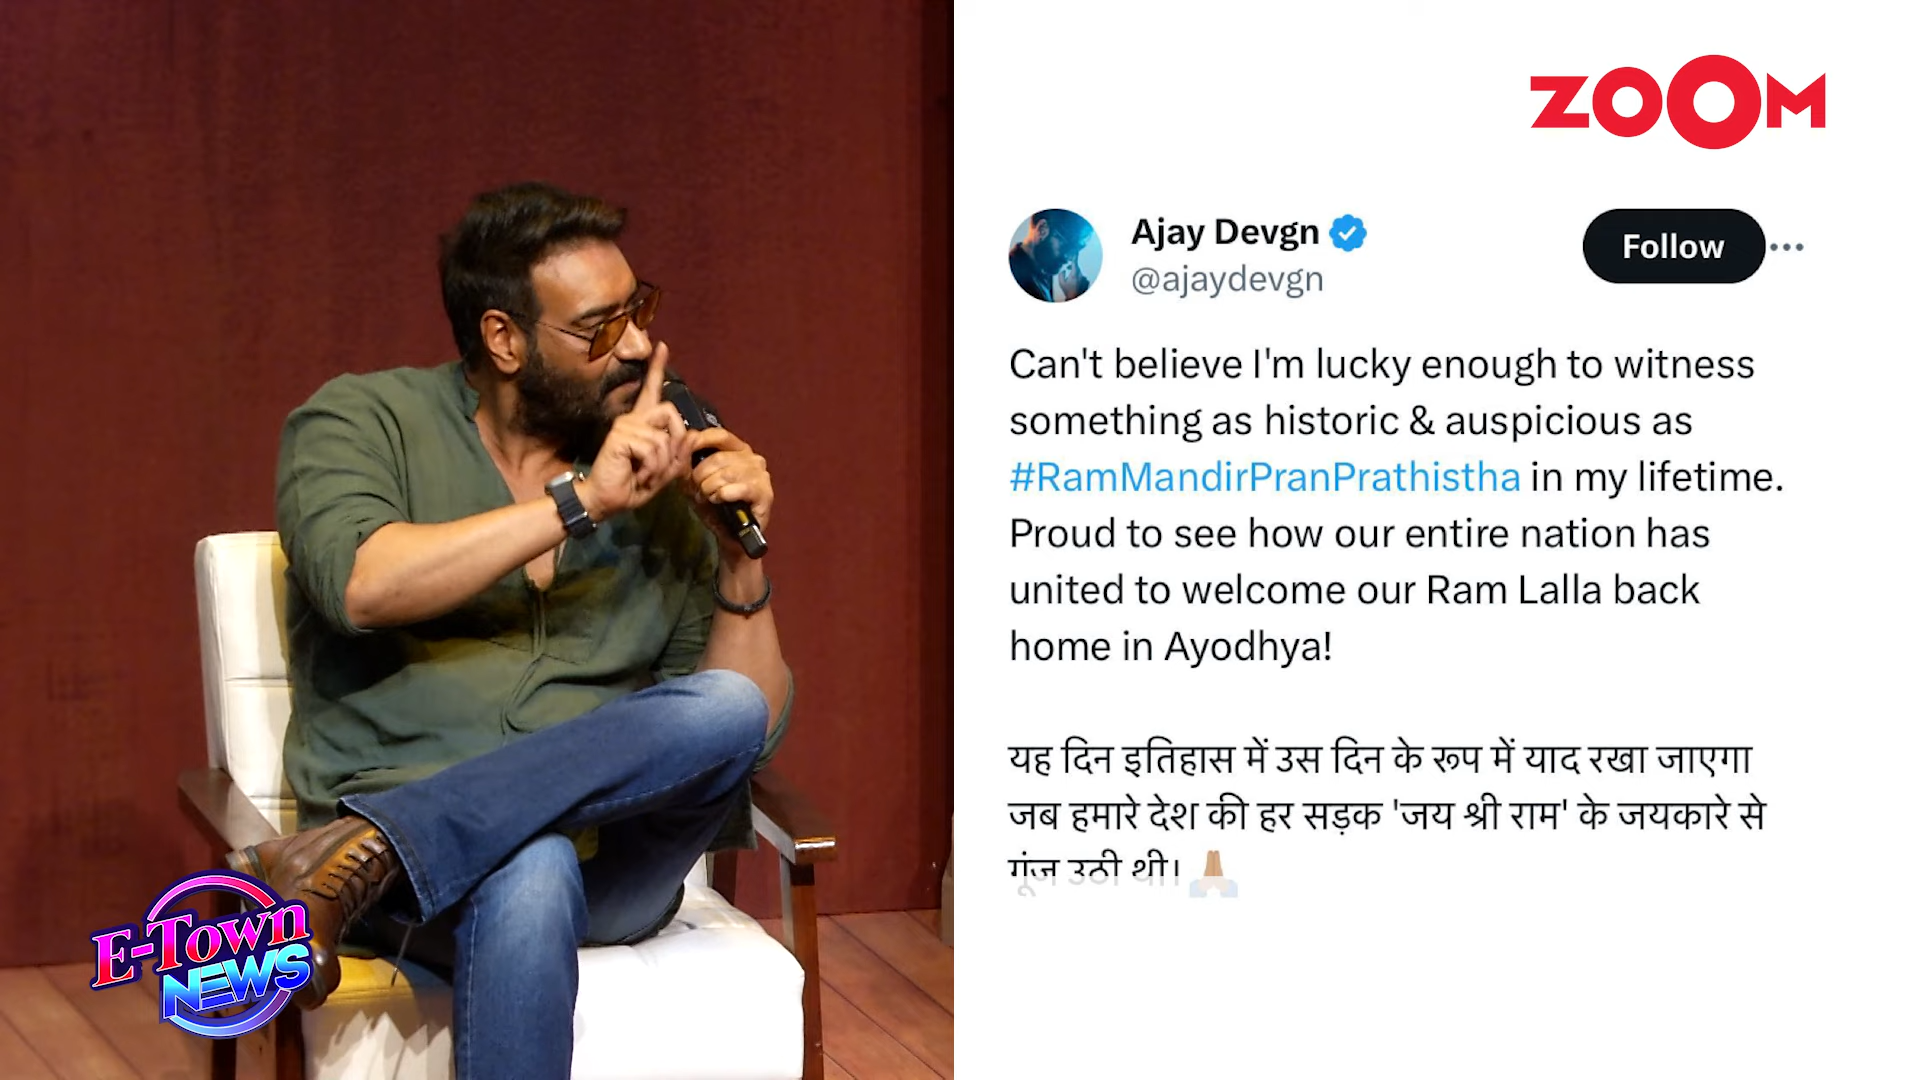 ZOOM
Ajay Devgn
@ajaydevgn
Follow
Can't believe I'm lucky enough to witness
something as historic & auspicious as
#RamMandirPranPrathistha in my lifetime.
Proud to see how our entire nation has
united to welcome our Ram Lalla back
home in Ayodhya!
यह दिन इतिहास में उस दिन के रूप में याद रखा जाएगा
जब हमारे देश की हर सड़क 'जय श्री राम' के जयकारे से
गूंज उठी थी। 🙏🏽
E-Town
NEWS